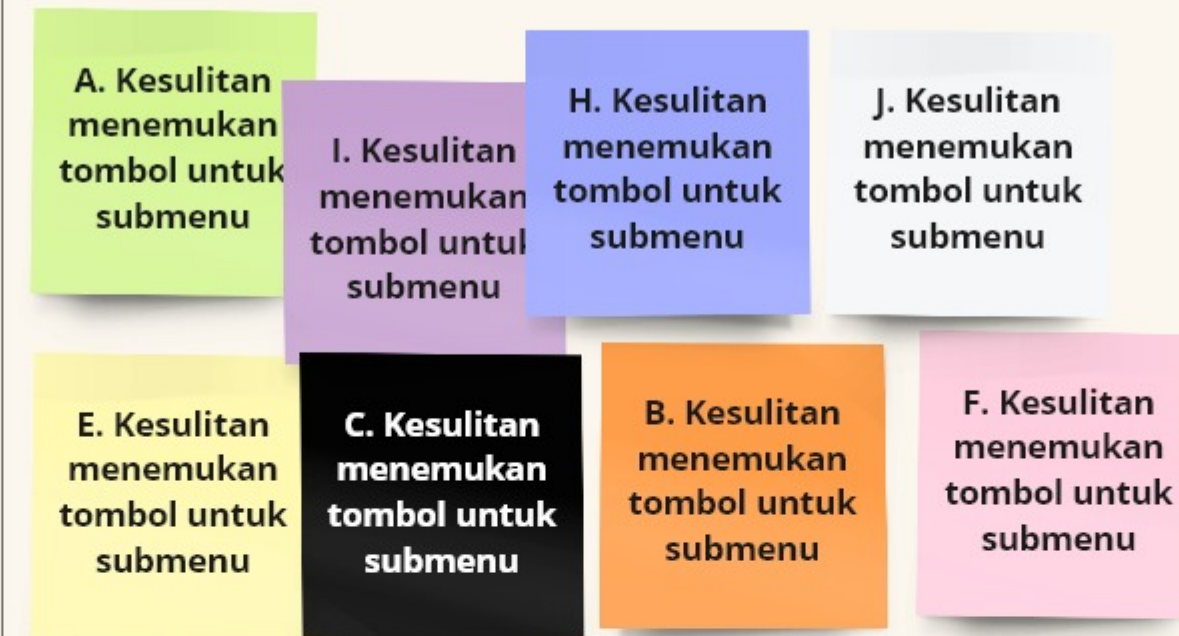 A. Kesulitan
menemukan
tombol untuk
submenu
I. Kesulitan
menemukan
tombol untuk
submenu
H. Kesulitan
menemukan
tombol untuk
submenu
J. Kesulitan
menemukan
tombol untuk
submenu
E. Kesulitan
menemukan
tombol untuk
submenu
C. Kesulitan
menemukan
tombol untuk
submenu
B. Kesulitan
menemukan
tombol untuk
submenu
F. Kesulitan
menemukan
tombol untuk
submenu